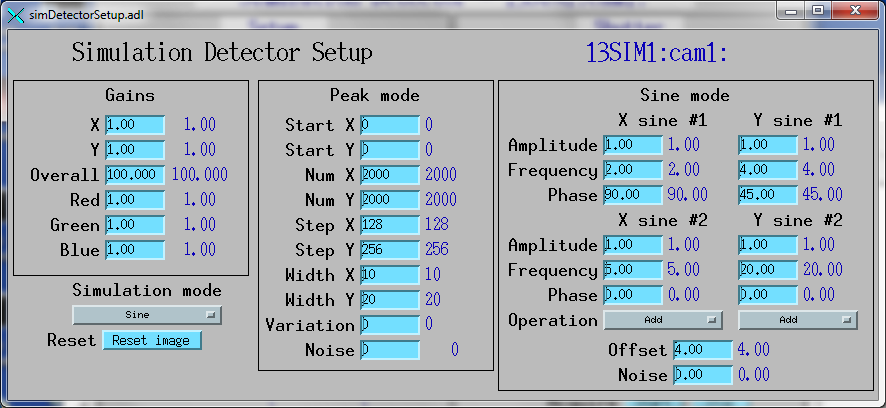 simDetectorSetup.adl
Simulation Detector Setup 13SIM1:cam1:
Gains
X 1.00 1.00
Y 1.00 1.00
Overall 100.000 100.000
Red 1.00 1.00
Green 1.00 1.00
Blue 1.00 1.00
Simulation mode
Sine
Reset Reset image
Peak mode
Start X 0 0
Start Y 0 0
Num X 2000 2000
Num Y 2000 2000
Step X 128 128
Step Y 256 256
Width X 10 10
Width Y 20 20
Variation 0 0
Noise 0 0
Sine mode
X sine #1 Y sine #1
Amplitude 1.00 1.00 1.00 1.00
Frequency 2.00 2.00 4.00 4.00
Phase 90.00 90.00 45.00 45.00
X sine #2 Y sine #2
Amplitude 1.00 1.00 1.00 1.00
Frequency 5.00 5.00 20.00 20.00
Phase 0.00 0.00 0.00 0.00
Operation Add Add
Offset 4.00 4.00
Noise 0.00 0.00